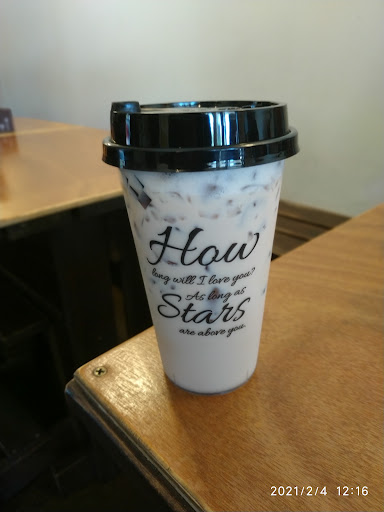 How
long will I love you?
As long as
Stars
are above you.
2021/2/4 12:16